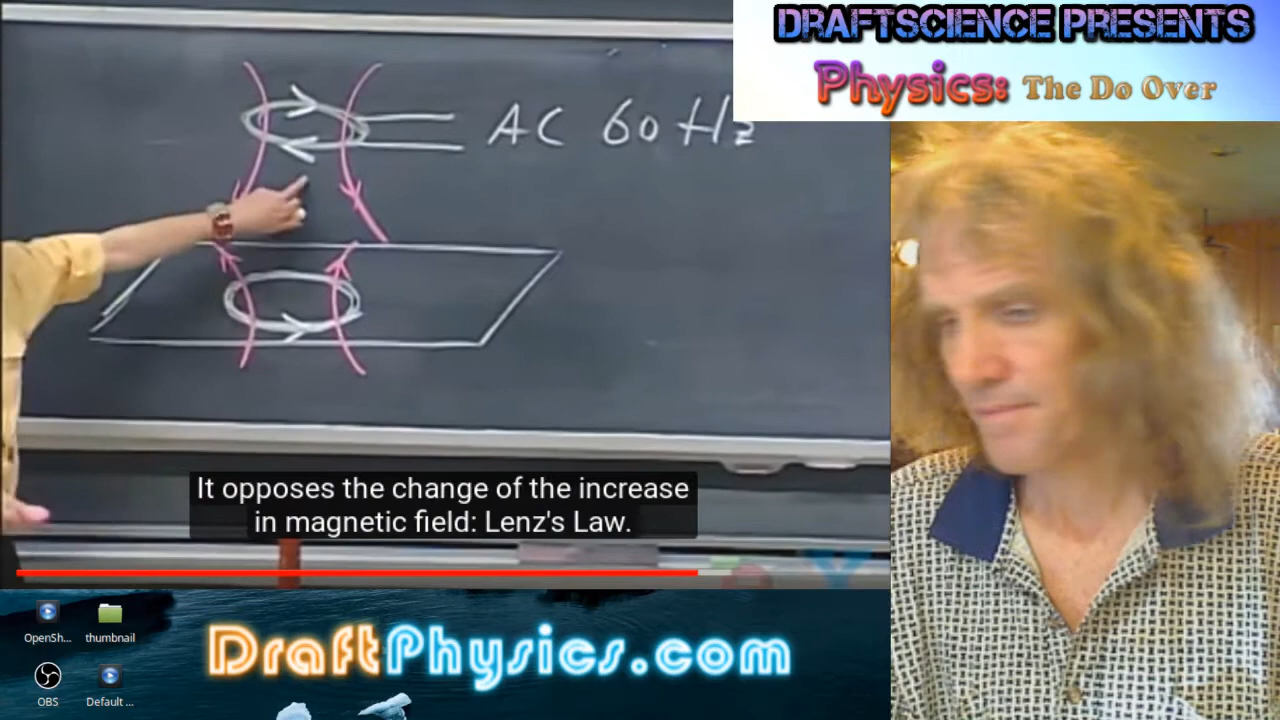 DRAFTSCIENCE PRESENTS
Physics: The Do Over
AC 60 Hz
It opposes the change of the increase
in magnetic field: Lenz's Law.
OpenSh...
thumbnail
DraftPhysics.com
OBS
Default ...